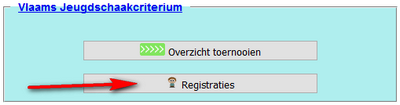 Vlaams Jeugdschaakcriterium
Overzicht toernooien
Registraties